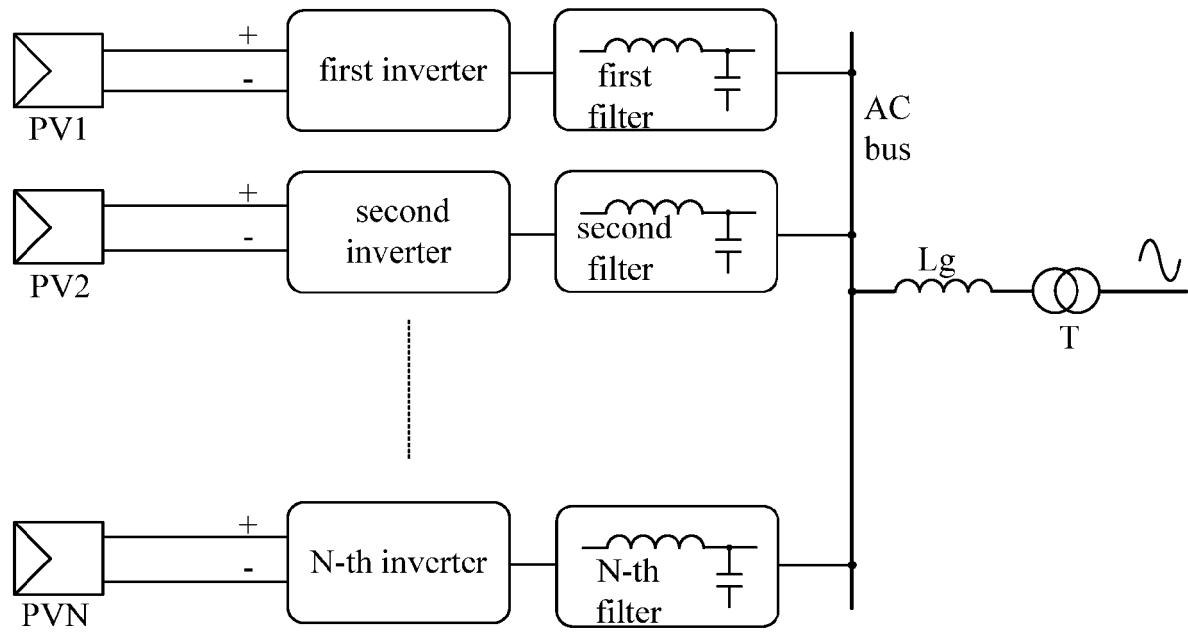 +
-
PV1
first inverter
first
filter
AC
bus
+
-
PV2
second
inverter
second
filter
Lg
T
+
-
PVN
N-th inverter
N-th
filter